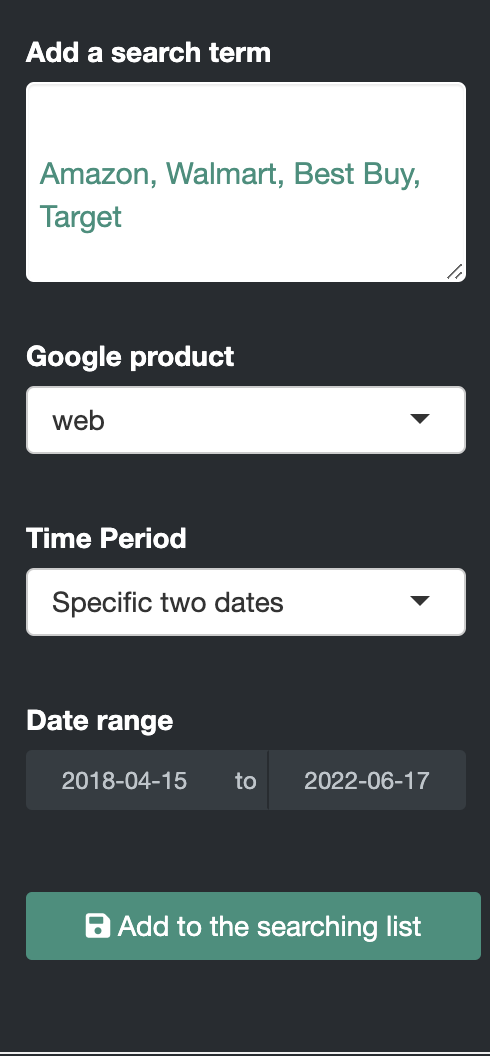 Add a search term
Amazon, Walmart, Best Buy,
Target
Google product
web
Time Period
Specific two dates
Date range
2018-04-15 to 2022-06-17
Add to the searching list